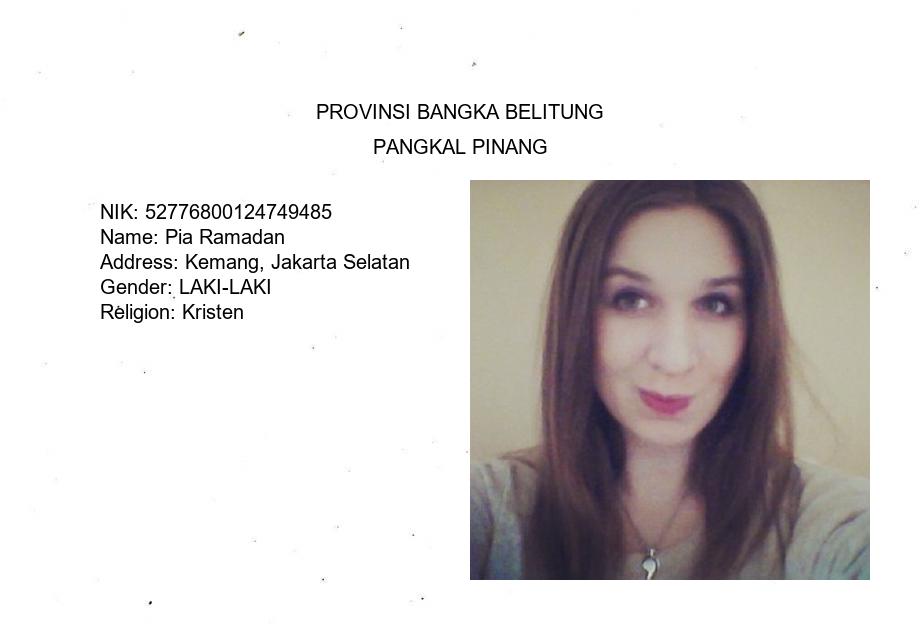 PROVINSI BANGKA BELITUNG
PANGKAL PINANG
NIK: 52776800124749485
Name: Pia Ramadan
Address: Kemang, Jakarta Selatan
Gender: LAKI-LAKI
Religion: Kristen